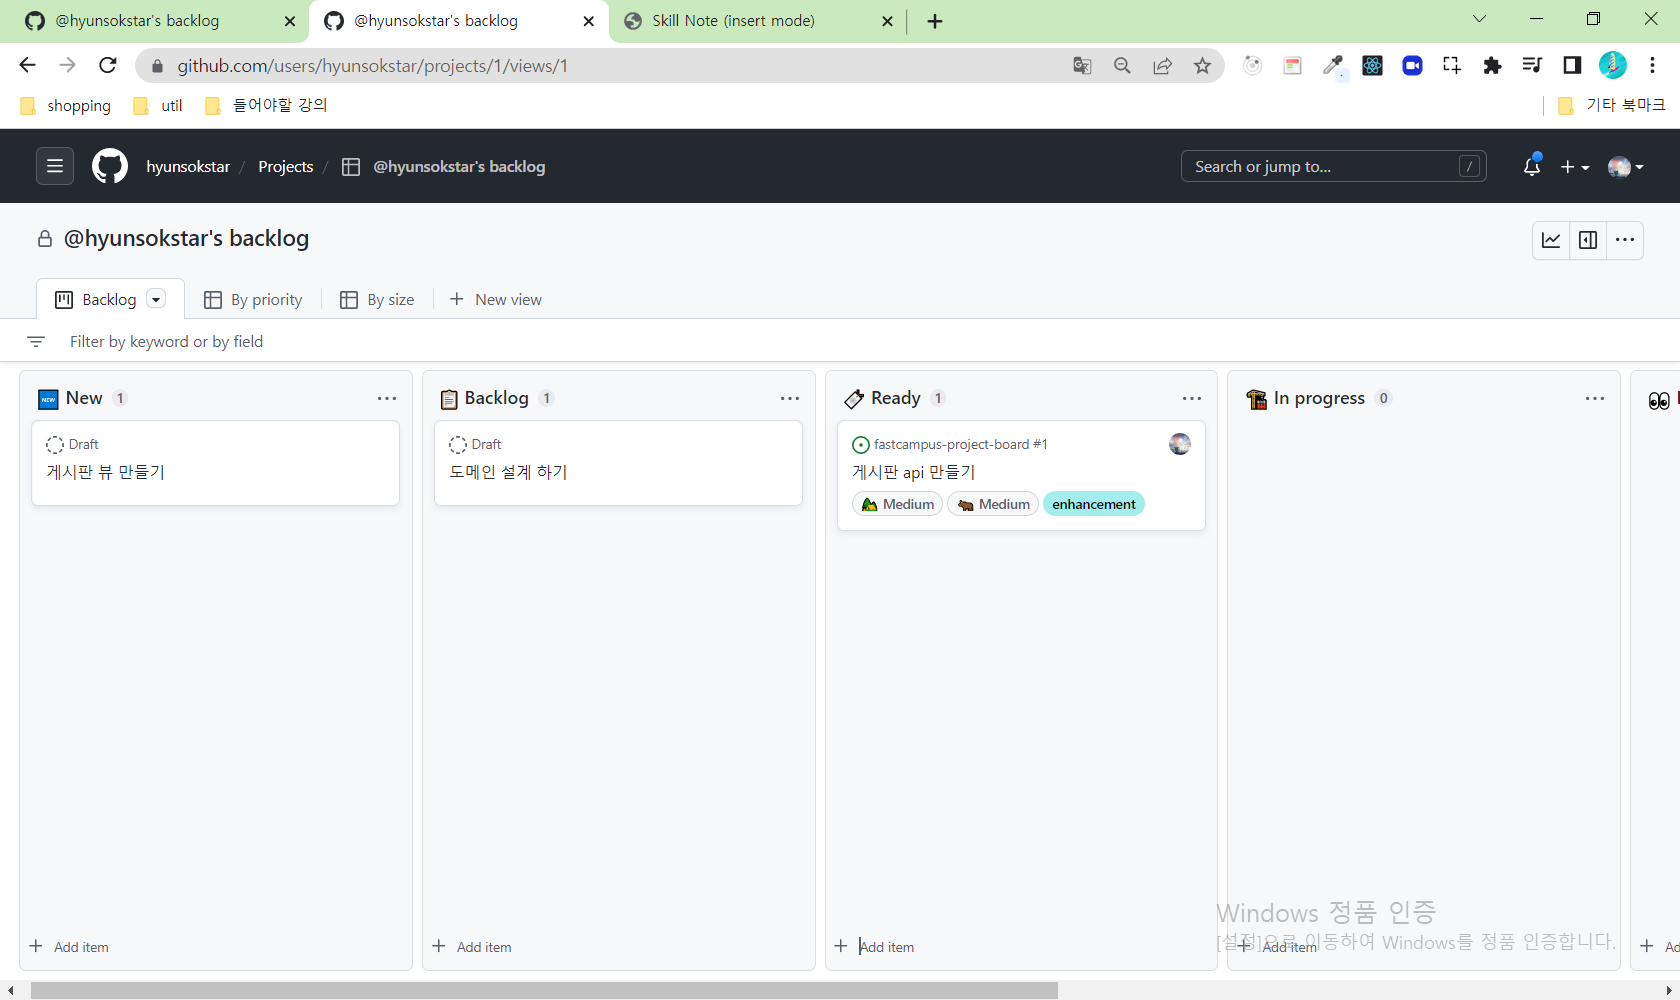 @hyunsokstar's backlog
@hyunsokstar's backlog
Skill Note (insert mode)
github.com/users/hyunsokstar/projects/1/views/1
shopping
util
들어야할 강의
기타 북마크
hyunsokstar / Projects / @hyunsokstar's backlog
Search or jump to...
/
@hyunsokstar's backlog
Backlog
By priority
By size
New view
Filter by keyword or by field
NEW
New 1
Draft
게시판 뷰 만들기
Add item
Backlog 1
Draft
도메인 설계 하기
Add item
Ready 1
fastcampus-project-board #1
게시판 api 만들기
Medium
Medium
enhancement
Add item
In progress 0
Add item
Windows 정품 인증
[설정]으로 이동하여 Windows를 정품 인증합니다.